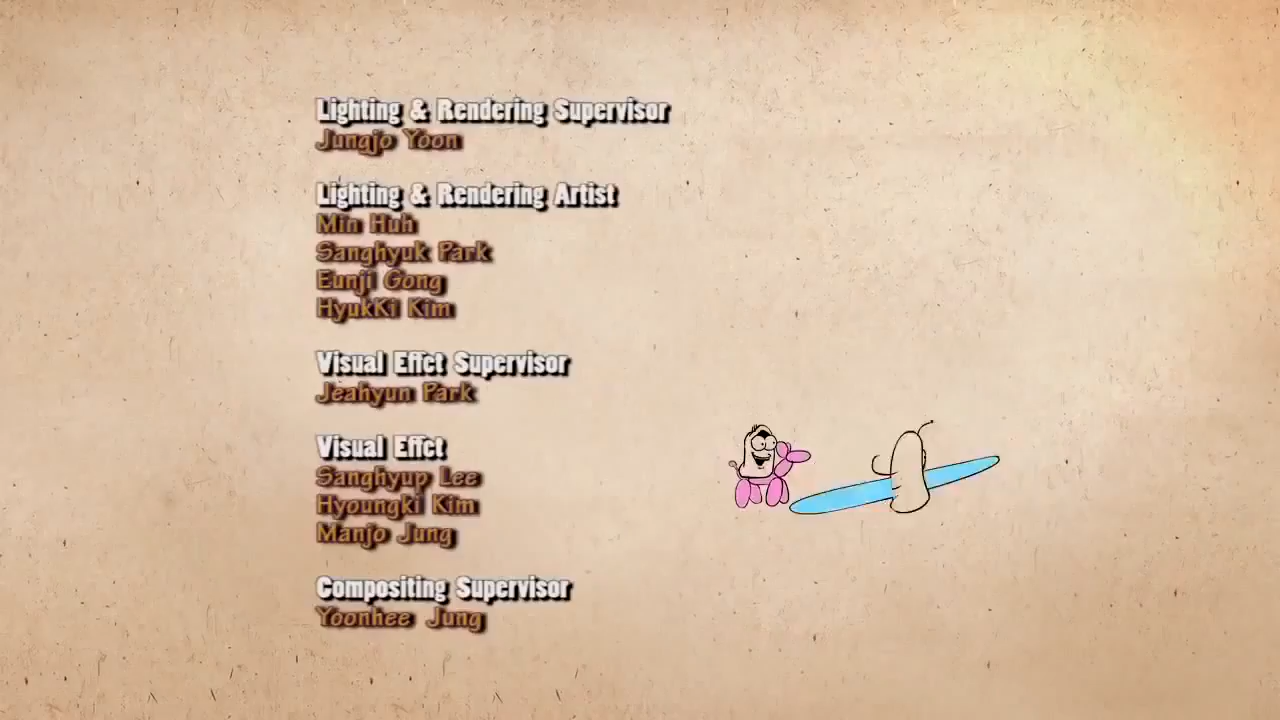 Lighting & Rendering Supervisor
Jungjo Yoon
Lighting & Rendering Artist
Min Huh
Sanghyuk Park
Eunji Gong
HyukKi Kim
Visual Effct Supervisor
Jeahyun Park
Visual Effct
Sanghyup Lee
Hyoungki Kim
Manjo Jung
Compositing Supervisor
Yoonhee Jung